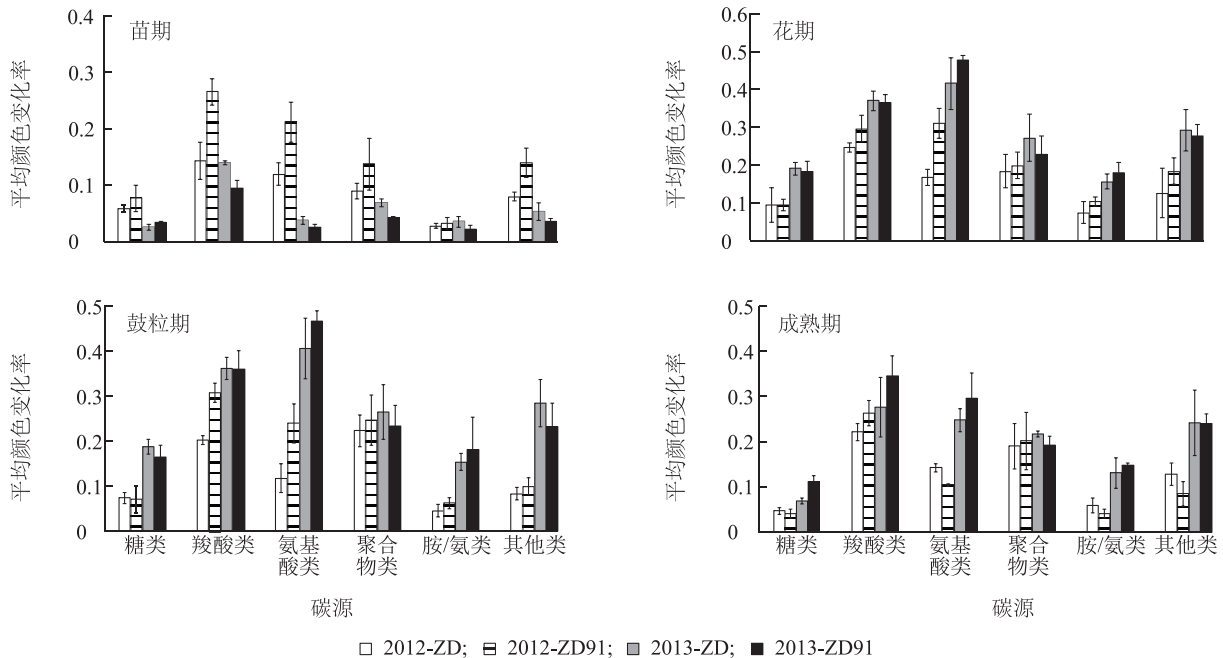 苗期
平均颜色变化率
0.4
0.3
0.2
0.1
0
花期
平均颜色变化率
0.6
0.5
0.4
0.3
0.2
0.1
0
鼓粒期
平均颜色变化率
0.5
0.4
0.3
0.2
0.1
0
糖类
羧酸类
氨基
酸类
聚合
物类
胺/氨类
其他类
碳源
成熟期
平均颜色变化率
0.5
0.4
0.3
0.2
0.1
0
糖类
羧酸类
氨基
酸类
聚合
物类
胺/氨类
其他类
碳源
2012-ZD; 2012-ZD91; 2013-ZD; 2013-ZD91